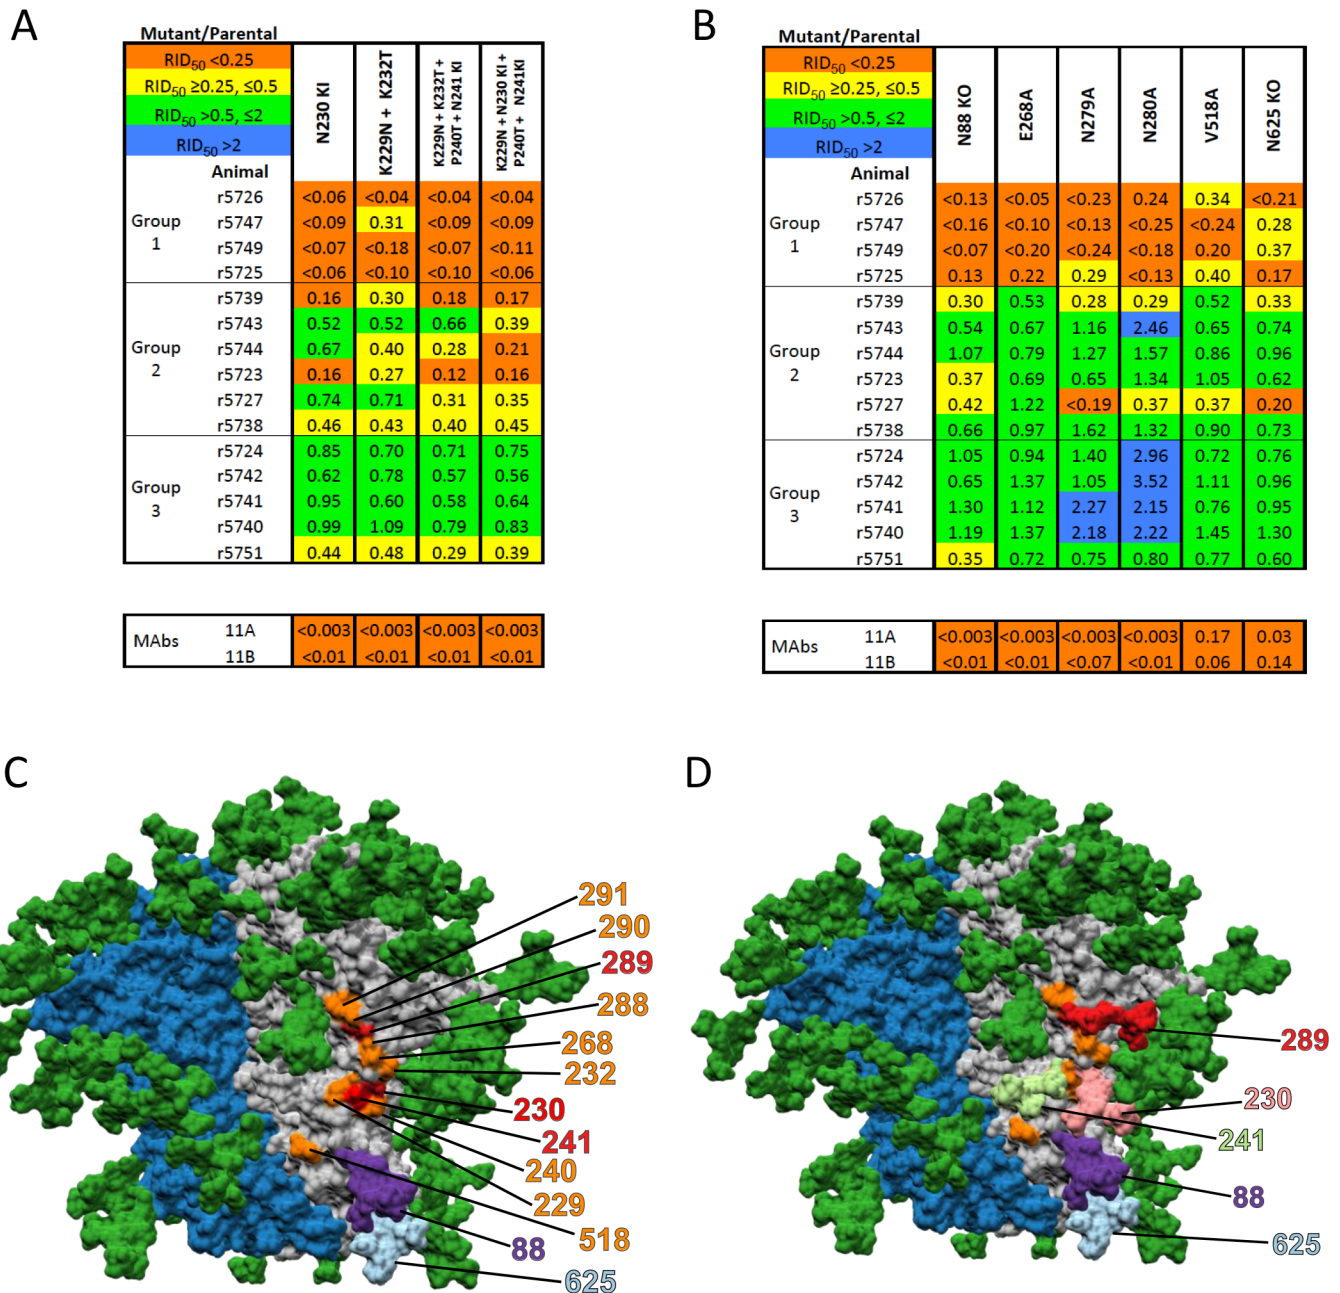 A
Mutant/Parental
RID50 <0.25
RID50 ≥0.25, ≤0.5
RID50 >0.5, ≤2
RID50 >2
N230 KI
K229N + K232T
K229N + K232T +
P240T + N241 KI
K229N + N230 KI +
P240T + N241KI
Animal
Group 1
r5726 <0.06 <0.04 <0.04 <0.04
r5747 <0.09 0.31 <0.09 <0.09
r5749 <0.07 <0.18 <0.07 <0.11
r5725 <0.06 <0.10 <0.10 <0.06
Group 2
r5739 0.16 0.30 0.18 0.17
r5743 0.52 0.52 0.66 0.39
r5744 0.67 0.40 0.28 0.21
r5723 0.16 0.27 0.12 0.16
r5727 0.74 0.71 0.31 0.35
r5738 0.46 0.43 0.40 0.45
Group 3
r5724 0.85 0.70 0.71 0.75
r5742 0.62 0.78 0.57 0.56
r5741 0.95 0.60 0.58 0.64
r5740 0.99 1.09 0.79 0.83
r5751 0.44 0.48 0.29 0.39
MAbs
11A <0.003 <0.003 <0.003 <0.003
11B <0.01 <0.01 <0.01 <0.01
B
Mutant/Parental
RID50 <0.25
RID50 ≥0.25, ≤0.5
RID50 >0.5, ≤2
RID50 >2
N88 KO
E268A
N279A
N280A
V518A
N625 KO
Animal
Group 1
r5726 <0.13 <0.05 <0.23 0.24 0.34 <0.21
r5747 <0.16 <0.10 <0.13 <0.25 <0.24 0.28
r5749 <0.07 <0.20 <0.24 <0.18 0.20 0.37
r5725 0.13 0.22 0.29 <0.13 0.40 0.17
Group 2
r5739 0.30 0.53 0.28 0.29 0.52 0.33
r5743 0.54 0.67 1.16 2.46 0.65 0.74
r5744 1.07 0.79 1.27 1.57 0.86 0.96
r5723 0.37 0.69 0.65 1.34 1.05 0.62
r5727 0.42 1.22 <0.19 0.37 0.37 0.20
r5738 0.66 0.97 1.62 1.32 0.90 0.73
Group 3
r5724 1.05 0.94 1.40 2.96 0.72 0.76
r5742 0.65 1.37 1.05 3.52 1.11 0.96
r5741 1.30 1.12 2.27 2.15 0.76 0.95
r5740 1.19 1.37 2.18 2.22 1.45 1.30
r5751 0.35 0.72 0.75 0.80 0.77 0.60
MAbs
11A <0.003 <0.003 <0.003 <0.003 0.17 0.03
11B <0.01 <0.01 <0.07 <0.01 0.06 0.14
C
291
290
289
288
268
232
230
241
240
229
518
88
625
D
289
230
241
88
625